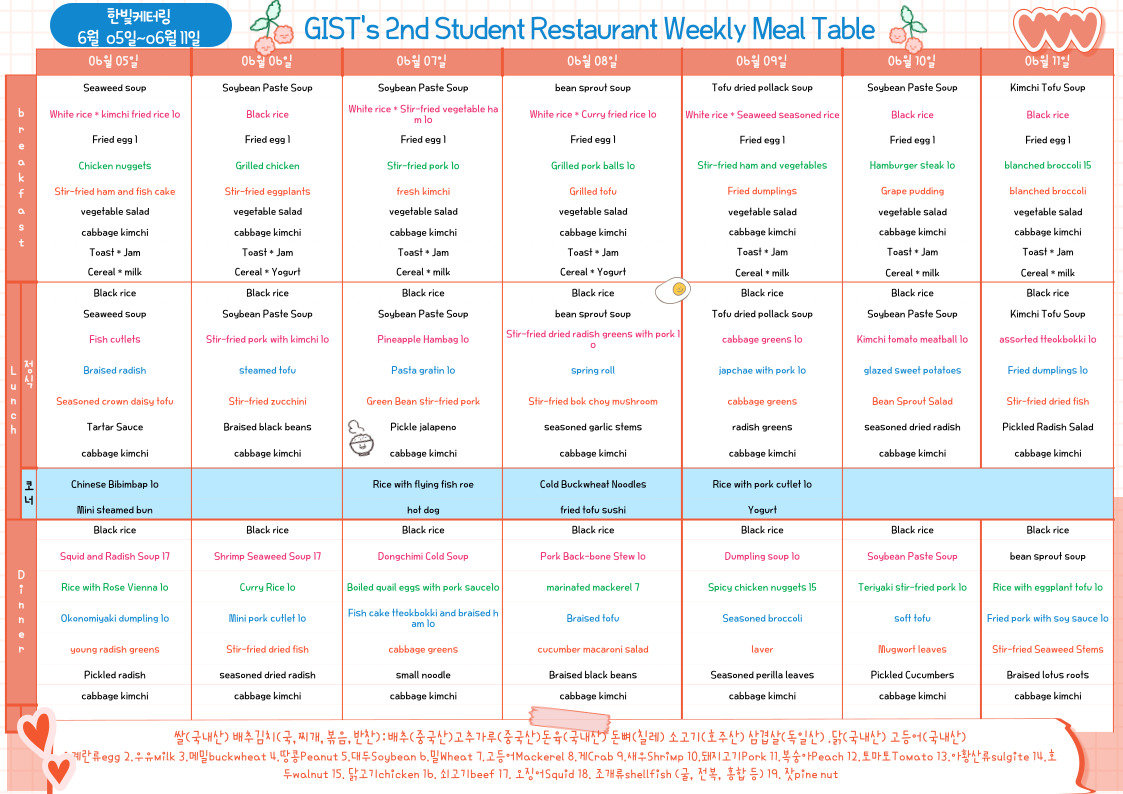 한빛케터링
6월 05일~06월 11일
GIST's 2nd Student Restaurant Weekly Meal Table
06월 05일 06월 06일 06월 07일 06월 08일 06월 09일 06월 10일 06월 11일
breakfast
Seaweed soup Soybean Paste Soup Soybean Paste Soup bean sprout soup Tofu dried pollack soup Soybean Paste Soup Kimchi Tofu Soup
White rice * kimchi fried rice 10 Black rice White rice * Stir-fried vegetable ha
m 10 White rice * Curry fried rice 10 White rice * Seaweed seasoned rice Black rice Black rice
Fried egg 1 Fried egg 1 Fried egg 1 Fried egg 1 Fried egg 1 Fried egg 1 Fried egg 1
Chicken nuggets Grilled chicken Stir-fried pork 10 Grilled pork balls 10 Stir-fried ham and vegetables Hamburger steak 10 blanched broccoli 15
Stir-fried ham and fish cake Stir-fried eggplants fresh kimchi Grilled tofu Fried dumplings Grape pudding blanched broccoli
vegetable salad vegetable salad vegetable salad vegetable salad vegetable salad vegetable salad vegetable salad
cabbage kimchi cabbage kimchi cabbage kimchi cabbage kimchi cabbage kimchi cabbage kimchi cabbage kimchi
Toast * Jam Toast * Jam Toast * Jam Toast * Jam Toast * Jam Toast * Jam Toast * Jam
Cereal * milk Cereal * Yogurt Cereal * milk Cereal * Yogurt Cereal * milk Cereal * milk Cereal * milk
Lunch
정식
Black rice Black rice Black rice Black rice Black rice Black rice Black rice
Seaweed soup Soybean Paste Soup Soybean Paste Soup bean sprout soup Tofu dried pollack soup Soybean Paste Soup Kimchi Tofu Soup
Fish cutlets Stir-fried pork with kimchi 10 Pineapple Hambag 10 Stir-fried dried radish greens with pork 1
0 cabbage greens 10 Kimchi tomato meatball 10 assorted tteokbokki 10
Braised radish steamed tofu Pasta gratin 10 spring roll japchae with pork 10 glazed sweet potatoes Fried dumplings 10
Seasoned crown daisy tofu Stir-fried zucchini Green Bean stir-fried pork Stir-fried bok choy mushroom cabbage greens Bean Sprout Salad Stir-fried dried fish
Tartar Sauce Braised black beans Pickle jalapeno seasoned garlic stems radish greens seasoned dried radish Pickled Radish Salad
cabbage kimchi cabbage kimchi cabbage kimchi cabbage kimchi cabbage kimchi cabbage kimchi cabbage kimchi
코너
Chinese Bibimbap 10 Rice with flying fish roe Cold Buckwheat Noodles Rice with pork cutlet 10
Mini steamed bun hot dog fried tofu sushi Yogurt
Dinner
Black rice Black rice Black rice Black rice Black rice Black rice Black rice
Squid and Radish Soup 17 Shrimp Seaweed Soup 17 Dongchimi Cold Soup Pork Back-bone Stew 10 Dumpling soup 10 Soybean Paste Soup bean sprout soup
Rice with Rose Vienna 10 Curry Rice 10 Boiled quail eggs with pork sauce10 marinated mackerel 7 Spicy chicken nuggets 15 Teriyaki stir-fried pork 10 Rice with eggplant tofu 10
Okonomiyaki dumpling 10 Mini pork cutlet 10 Fish cake tteokbokki and braised h
am 10 Braised tofu Seasoned broccoli soft tofu Fried pork with soy sauce 10
young radish greens Stir-fried dried fish cabbage greens cucumber macaroni salad laver Mugwort leaves Stir-fried Seaweed Stems
Pickled radish seasoned dried radish small noodle Braised black beans Seasoned perilla leaves Pickled Cucumbers Braised lotus roots
cabbage kimchi cabbage kimchi cabbage kimchi cabbage kimchi cabbage kimchi cabbage kimchi cabbage kimchi
쌀(국내산) 배추김치(국,찌개,볶음,반찬):배추(중국산)고추가루(중국산)돈육(국내산) 돈뼈(칠레) 소고기(호주산) 삼겹살(독일산) .닭(국내산) 고등어(국내산)
계란류egg 2.우유milk 3.메밀buckwheat 4.땅콩Peanut 5.대두Soybean 6.밀Wheat 7.고등어Mackerel 8.게Crab 9.새우Shrimp 10.돼지고기Pork 11.복숭아Peach 12.토마토Tomato 13.아황산류sulgite 14.호
두walnut 15. 닭고기chicken 16. 쇠고기beef 17. 오징어Squid 18. 조개류shellfish (굴, 전복, 홍합 등) 19. 잣pine nut